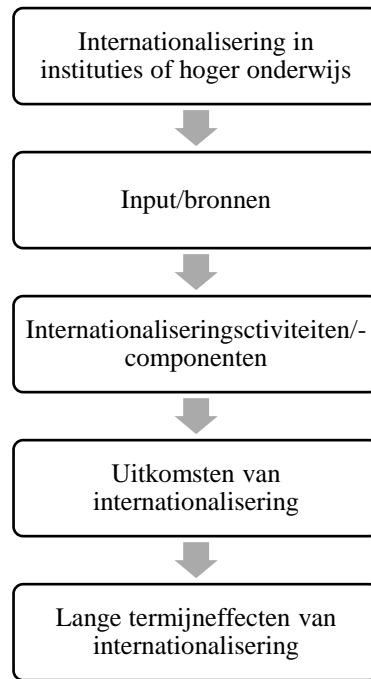 Internationalisering in
instituties of hoger onderwijs
Input/bronnen
Internationaliseringsctiviteiten/-
componenten
Uitkomsten van
internationalisering
Lange termijneffecten van
internationalisering